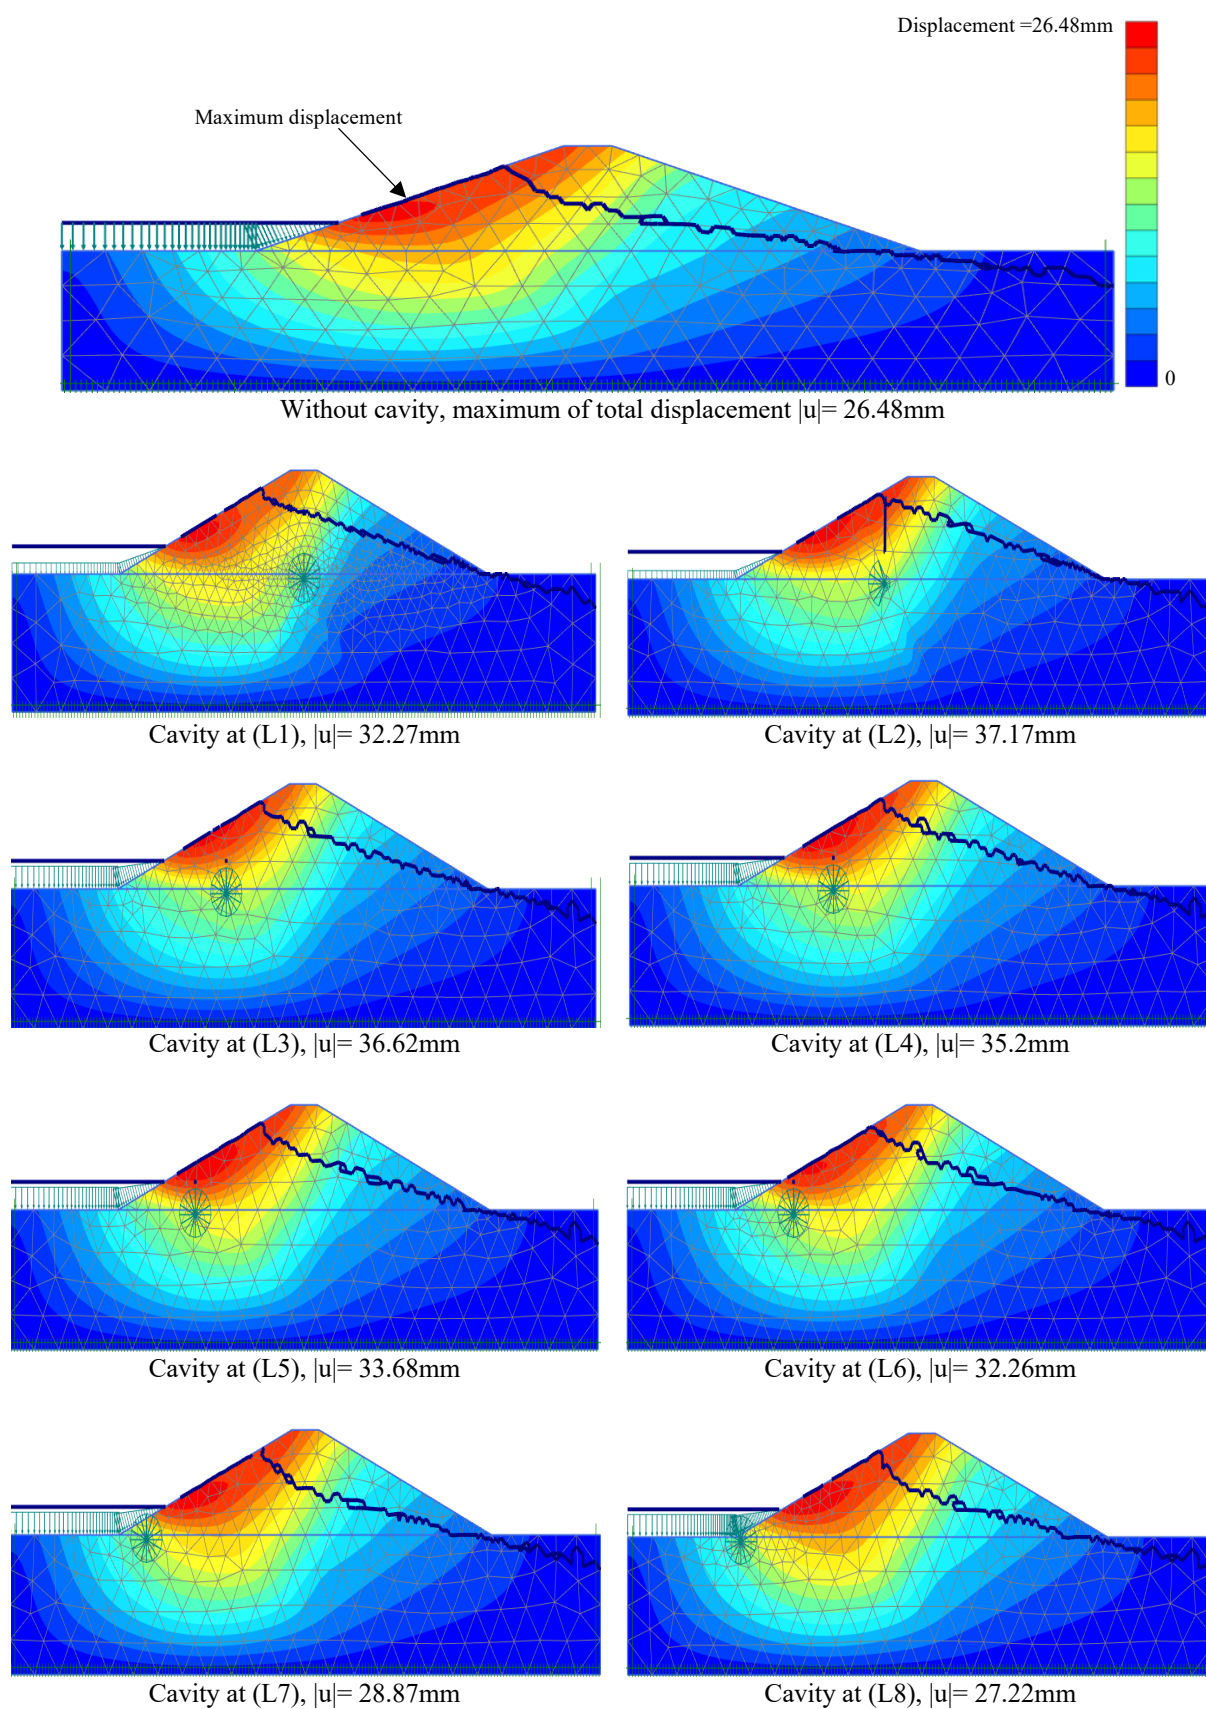 Displacement =26.48mm
Maximum displacement
0
Without cavity, maximum of total displacement |u|= 26.48mm
Cavity at (L1), |u|= 32.27mm
Cavity at (L2), |u|= 37.17mm
Cavity at (L3), |u|= 36.62mm
Cavity at (L4), |u|= 35.2mm
Cavity at (L5), |u|= 33.68mm
Cavity at (L6), |u|= 32.26mm
Cavity at (L7), |u|= 28.87mm
Cavity at (L8), |u|= 27.22mm